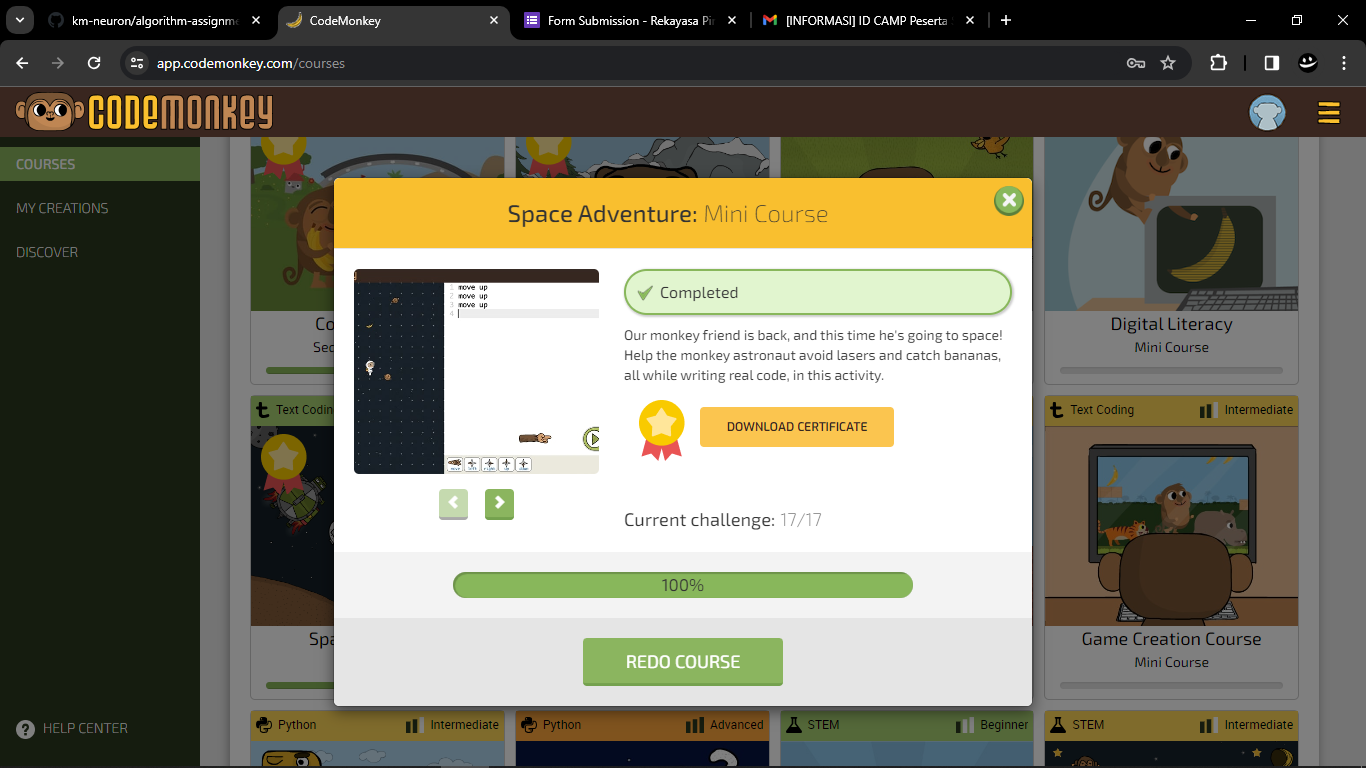 km-neuron/algorithm-assignme
CodeMonkey
Form Submission - Rekayasa Pi
[INFORMASI] ID CAMP Peserta
app.codemonkey.com/courses
CODEMONKEY
COURSES
MY CREATIONS
DISCOVER
HELP CENTER
Space Adventure: Mini Course
1 move up
2 move up
3 move up
4
Completed
Our monkey friend is back, and this time he's going to space!
Help the monkey astronaut avoid lasers and catch bananas,
all while writing real code, in this activity.
DOWNLOAD CERTIFICATE
Current challenge: 17/17
100%
REDO COURSE
Co
Sec
Digital Literacy
Mini Course
Text Coding
Spa
Text Coding
Intermediate
Game Creation Course
Mini Course
Python
Intermediate
Python
Advanced
STEM
Beginner
STEM
Intermediate